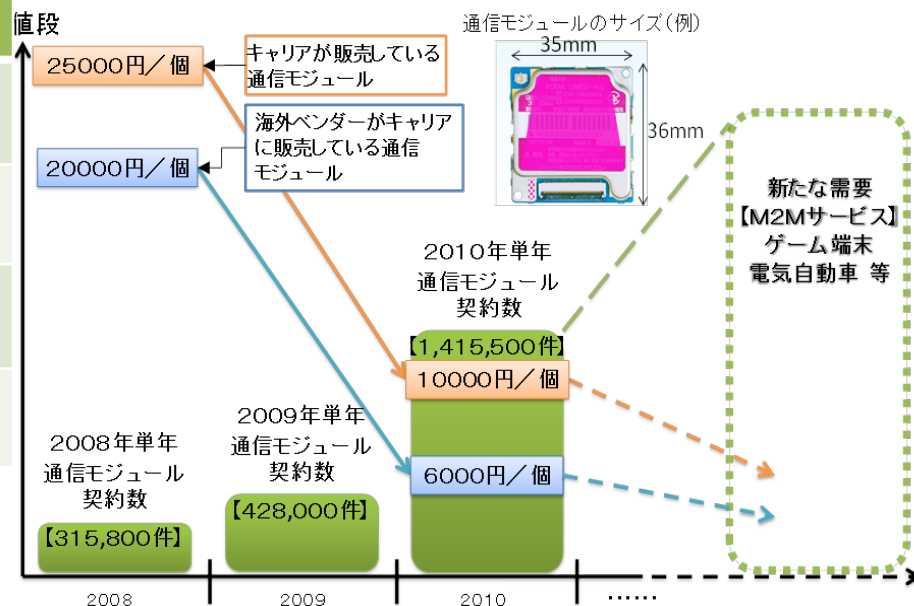 値段
通信モジュールのサイズ(例)
35mm
36mm
25000円/個
キャリアが販売している
通信モジュール
海外ベンダーがキャリア
に販売している通信
モジュール
20000円/個
新たな需要
【M2Mサービス】
ゲーム端末
電気自動車 等
2010年単年
通信モジュール
契約数
【1,415,500件】
10000円/個
6000円/個
2009年単年
通信モジュール
契約数
【428,000件】
2008年単年
通信モジュール
契約数
【315,800件】
2008
2009
2010
……